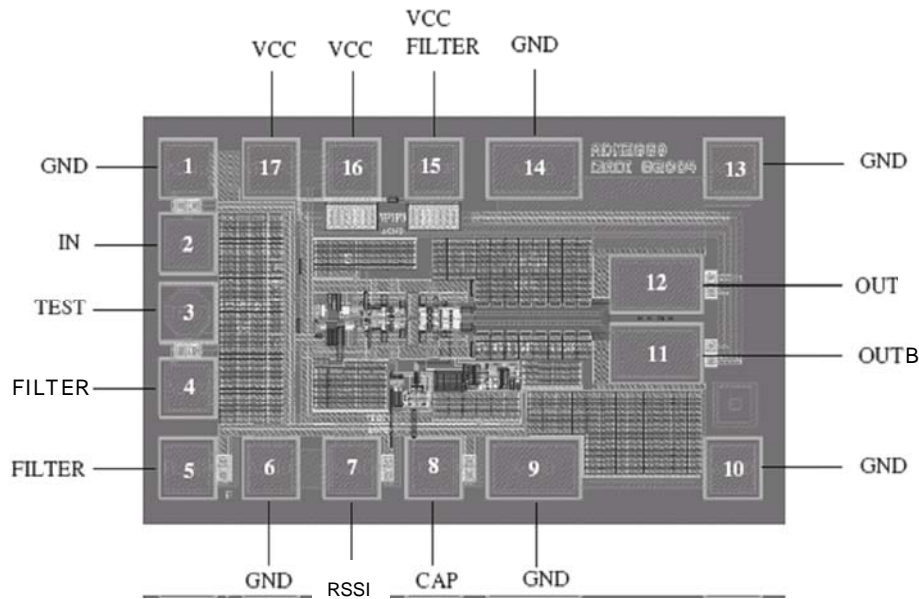 VCC
FILTER
VCC
VCC
GND
GND
1
17
16
15
14
13
GND
IN
2
TEST
3
12
OUT
11
OUTB
FILTER
4
FILTER
5
6
7
8
9
10
GND
GND
RSSI
CAP
GND